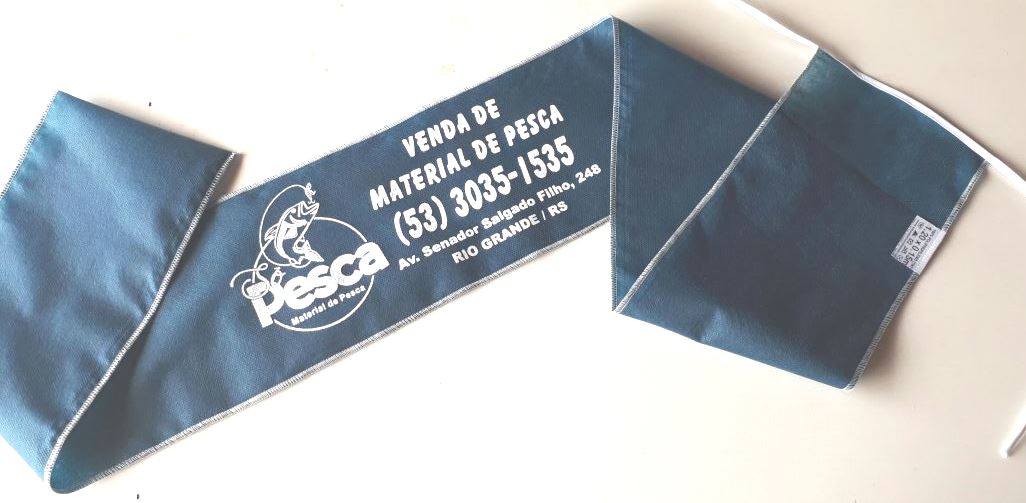 VENDA DE
MATERIAL DE PESCA
(53) 3035-1535
Av. Senador Salgado Filho, 248
RIO GRANDE / RS
Só
Pesca
Material de Pesca